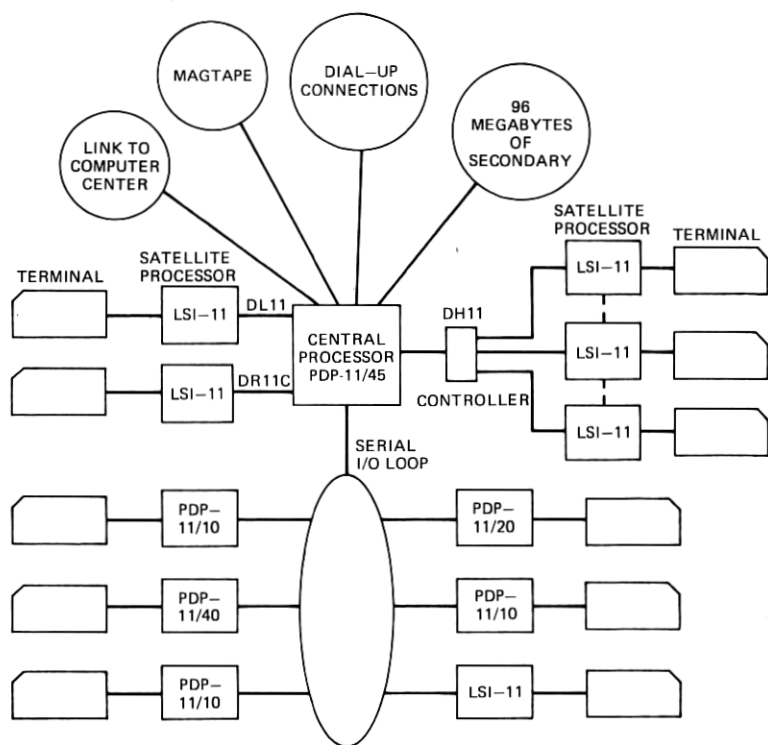 MAGTAPE
DIAL–UP
CONNECTIONS
LINK TO
COMPUTER
CENTER
96
MEGABYTES
OF
SECONDARY
TERMINAL
SATELLITE
PROCESSOR
LSI–11
DL11
LSI–11
DR11C
CENTRAL
PROCESSOR
PDP-11/45
DH11
CONTROLLER
SATELLITE
PROCESSOR
TERMINAL
LSI–11
LSI–11
LSI–11
SERIAL
I/O LOOP
PDP–
11/10
PDP–
11/20
PDP–
11/40
PDP–
11/10
PDP–
11/10
LSI–11